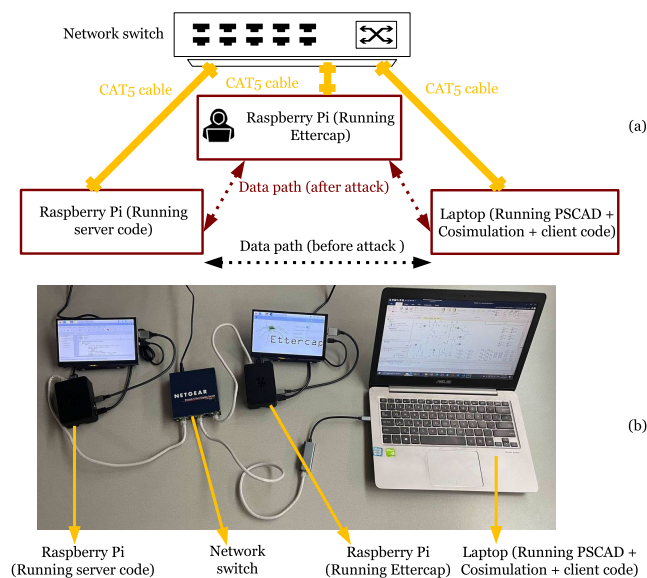 Network switch
CAT5 cable
CAT5 cable
CAT5 cable
Raspberry Pi (Running
Ettercap)
(a)
Data path (after attack)
Raspberry Pi (Running
server code)
Laptop (Running PSCAD +
Cosimulation + client code)
Data path (before attack )
Ettercap
NETGEAR
ASUS
(b)
Raspberry Pi
(Running server code)
Network
switch
Raspberry Pi
(Running Ettercap)
Laptop (Running PSCAD +
Cosimulation + client code)